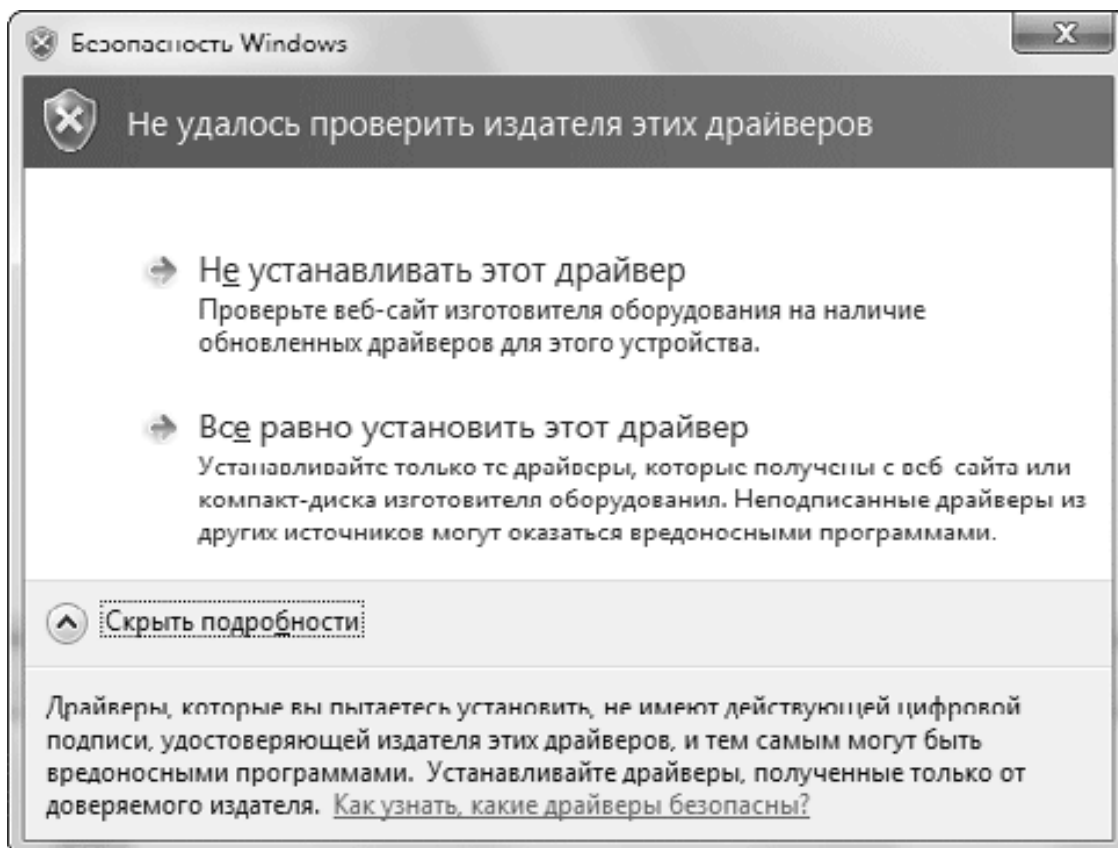 Безопасность Windows
Не удалось проверить издателя этих драйверов
Не устанавливать этот драйвер
Проверьте веб-сайт изготовителя оборудования на наличие
обновленных драйверов для этого устройства.
Все равно установить этот драйвер
Устанавливайте только те драйверы, которые получены с веб-сайта или
компакт-диска изготовителя оборудования. Неподписанные драйверы из
других источников могут оказаться вредоносными программами.
Скрыть подробности
Драйверы, которые вы пытаетесь установить, не имеют действующей цифровой
подписи, удостоверяющей издателя этих драйверов, и тем самым могут быть
вредоносными программами. Устанавливайте драйверы, полученные только от
доверяемого издателя. Как узнать, какие драйверы безопасны?